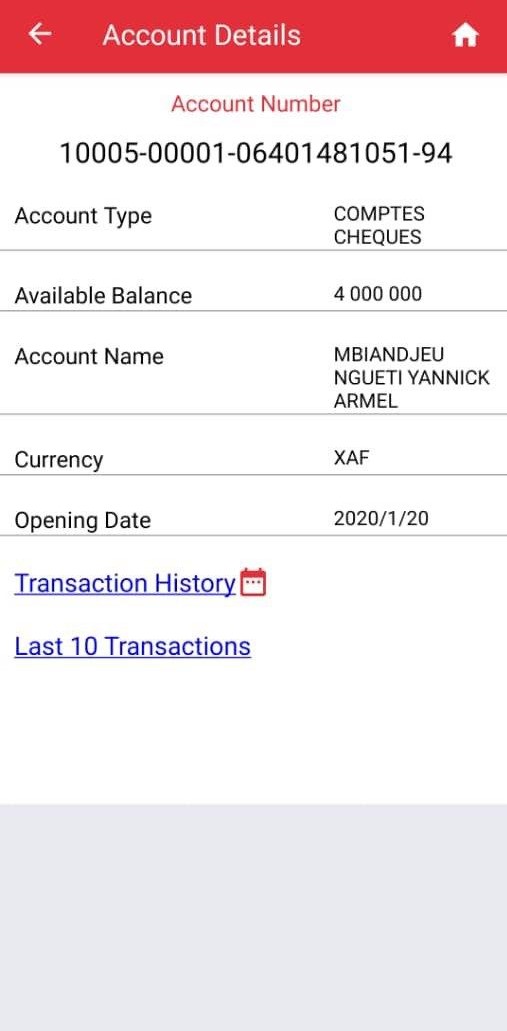 Account Details
Account Number
10005-00001-06401481051-94
Account Type
COMPTES
CHEQUES
Available Balance
4 000 000
Account Name
MBIANDJEU
NGUETI YANNICK
ARMEL
Currency
XAF
Opening Date
2020/1/20
Transaction History
Last 10 Transactions